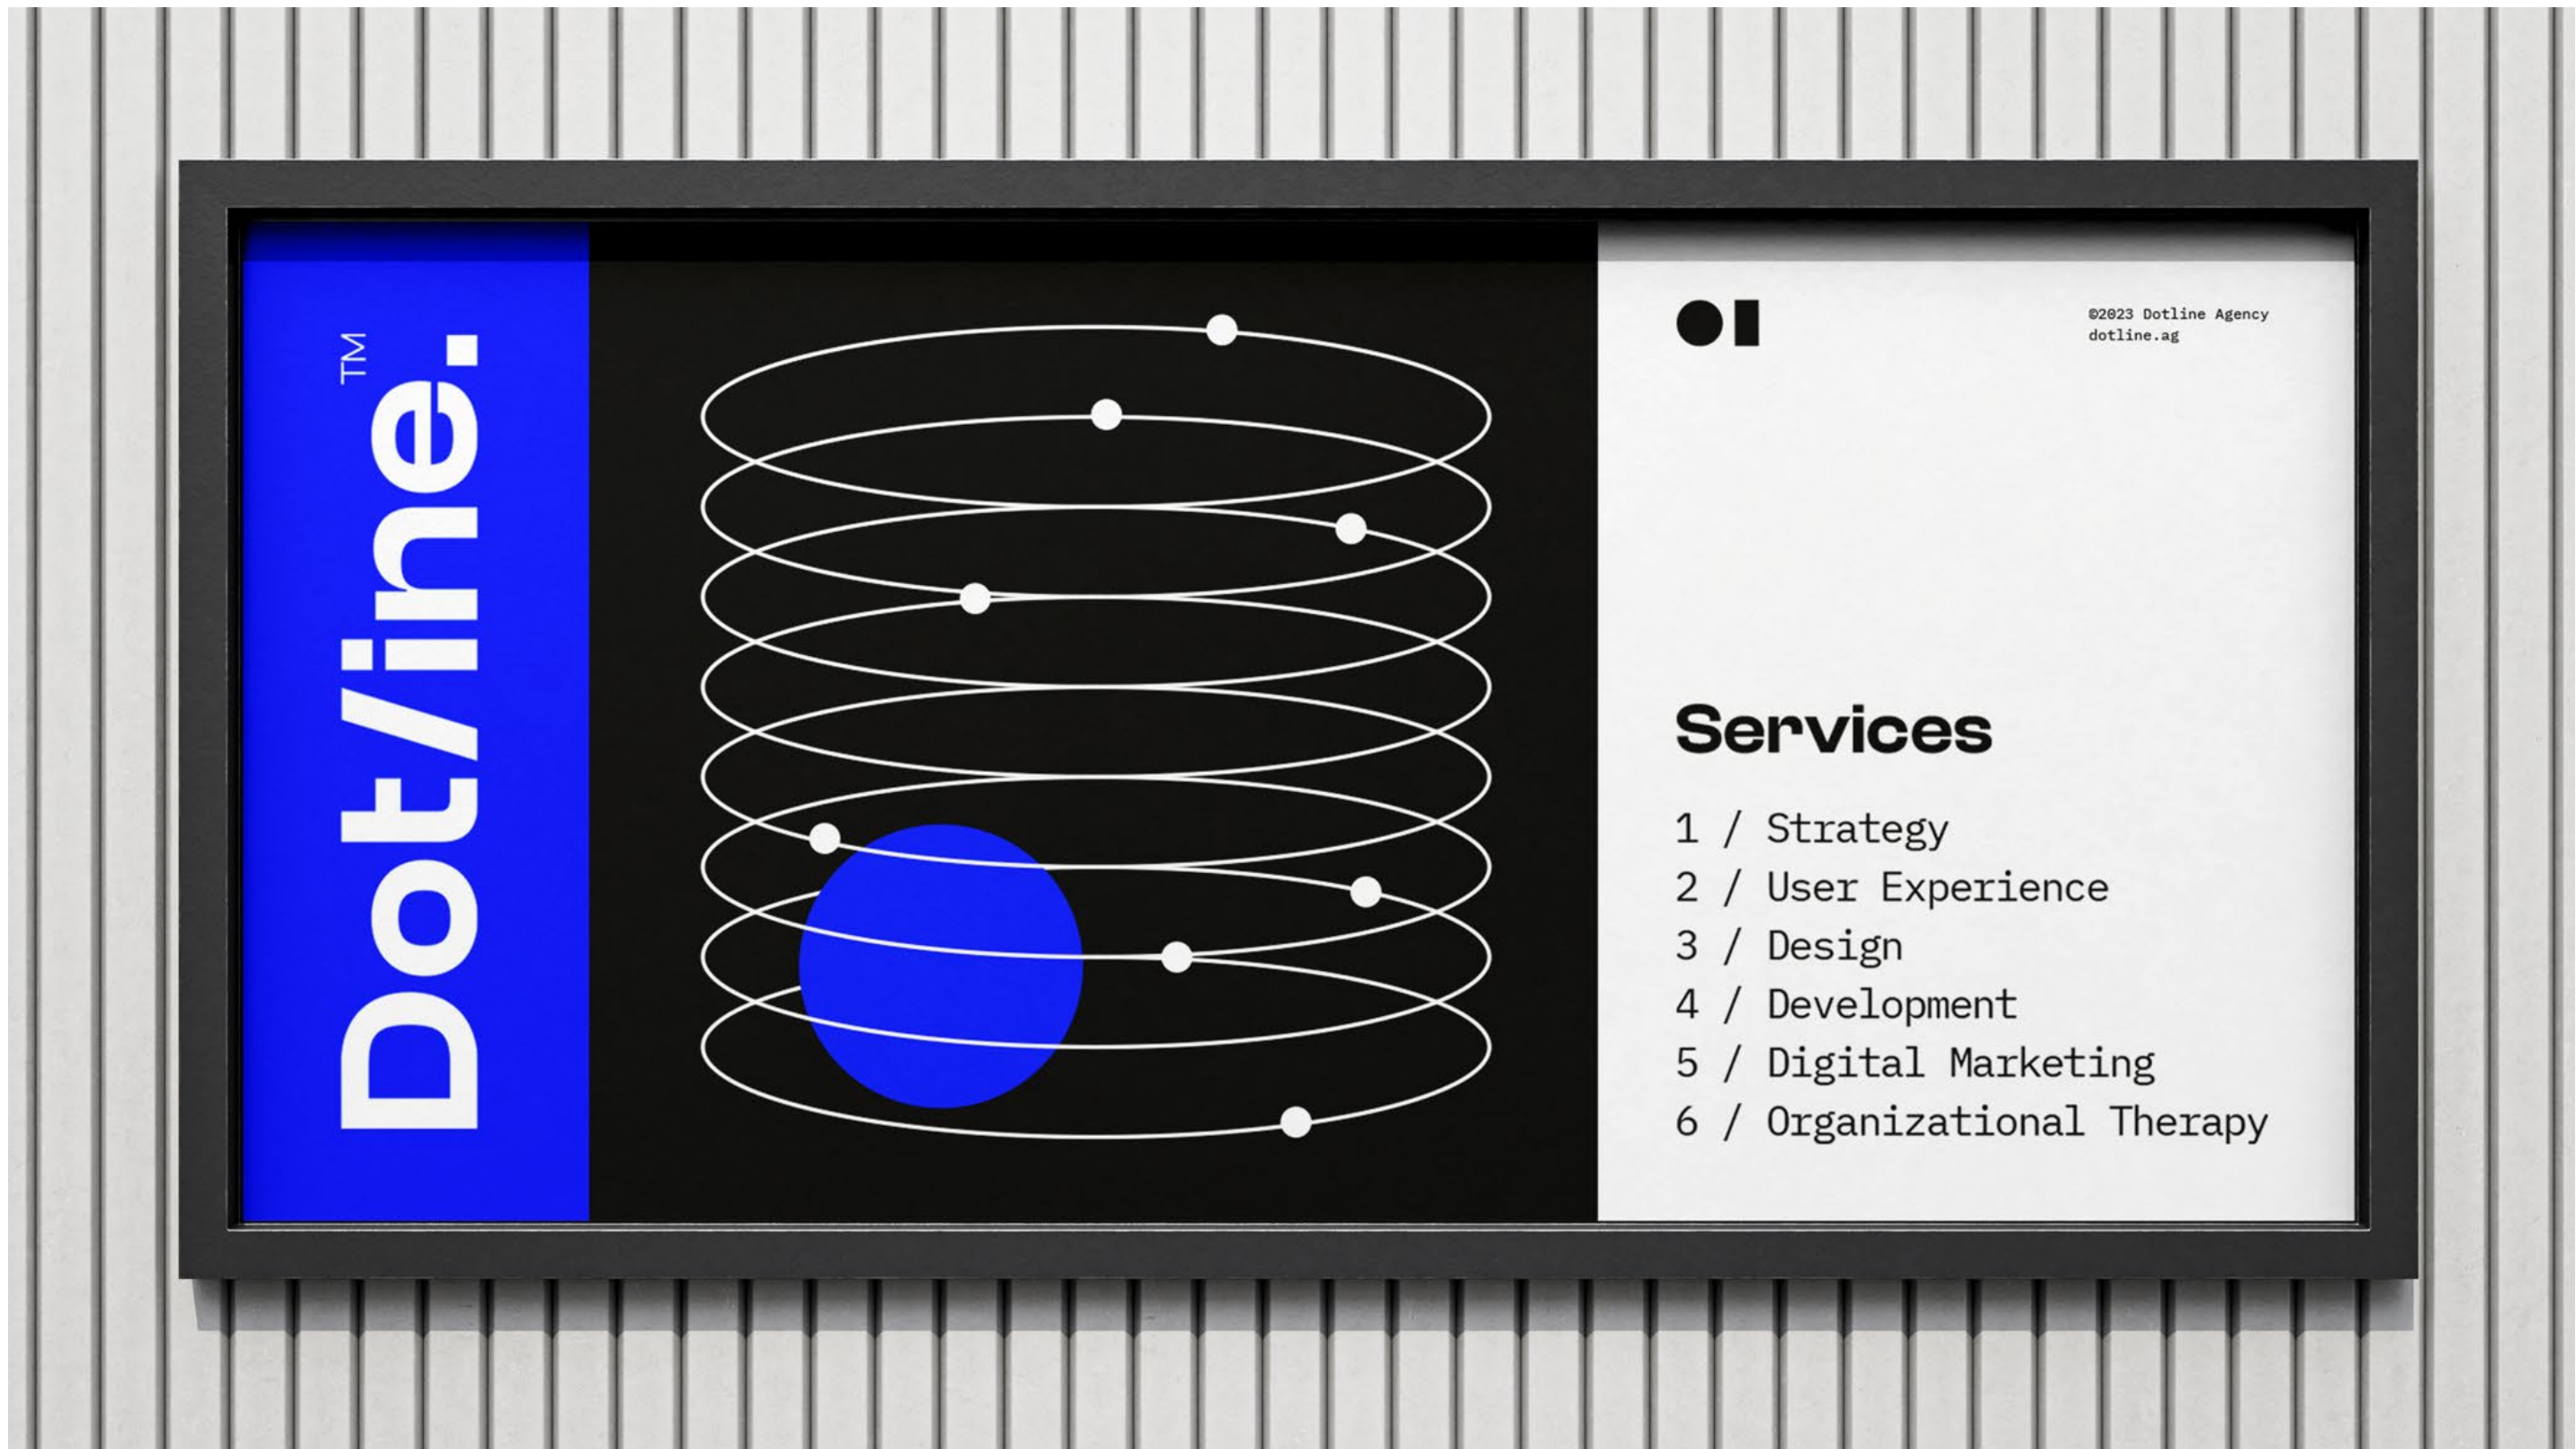 Dot/ine.™
©2023 Dotline Agency
dotline.ag
Services
1 / Strategy
2 / User Experience
3 / Design
4 / Development
5 / Digital Marketing
6 / Organizational Therapy